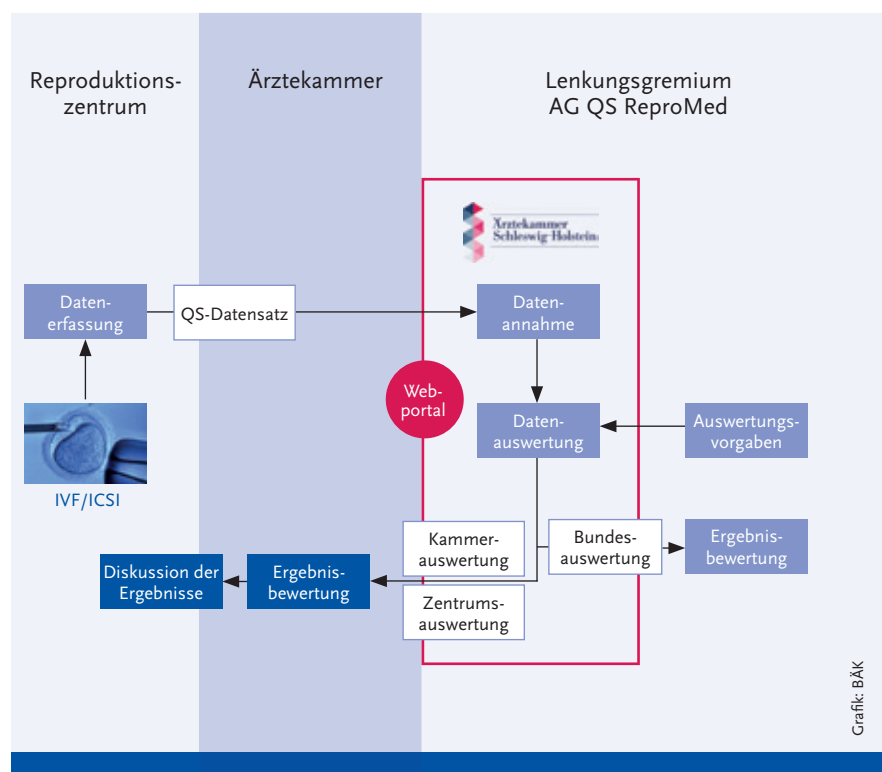 Reproduktions-
zentrum
Ärztekammer
Lenkungsgremium
AG QS ReproMed
Ärztekammer
Schleswig-Holstein
Daten-
erfassung
QS-Datensatz
Daten-
annahme
Web-
portal
Daten-
auswertung
Auswertungs-
vorgaben
IVF/ICSI
Kammer-
auswertung
Bundes-
auswertung
Ergebnis-
bewertung
Diskussion der
Ergebnisse
Ergebnis-
bewertung
Zentrums-
auswertung
Grafik: BÄK